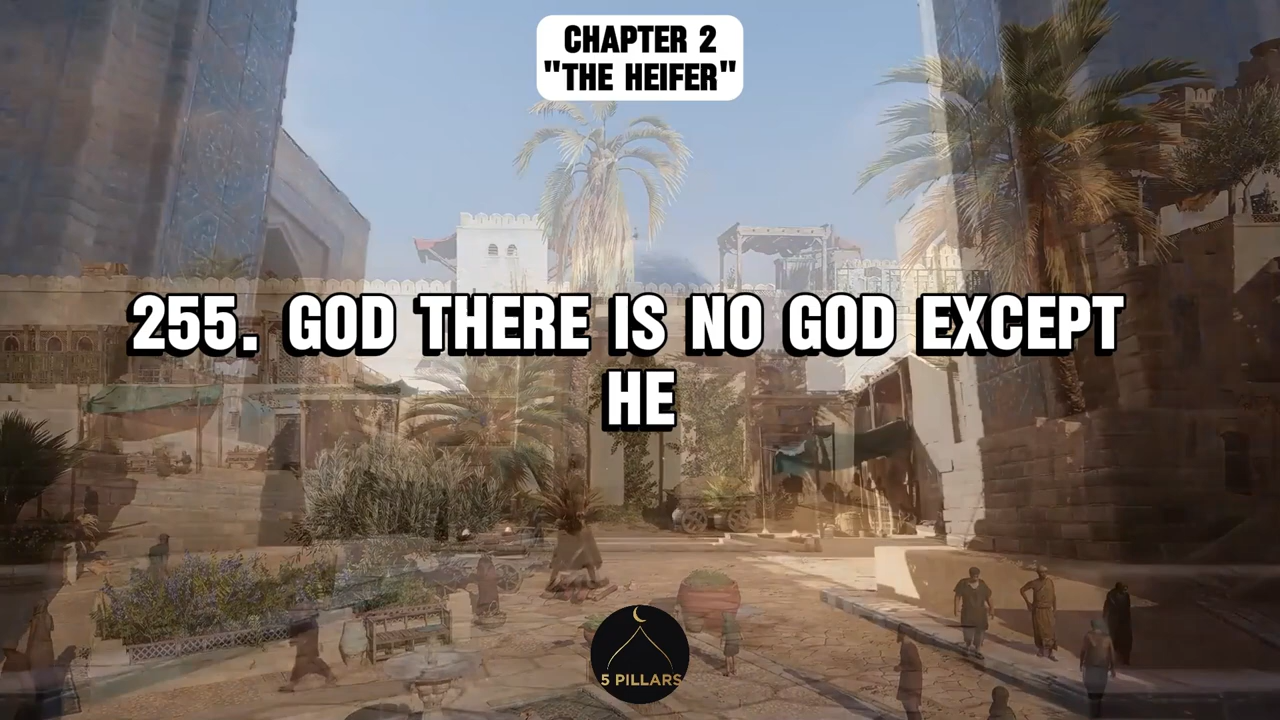 CHAPTER 2
"THE HEIFER"
255. GOD THERE IS NO GOD EXCEPT
HE
5 PILLARS